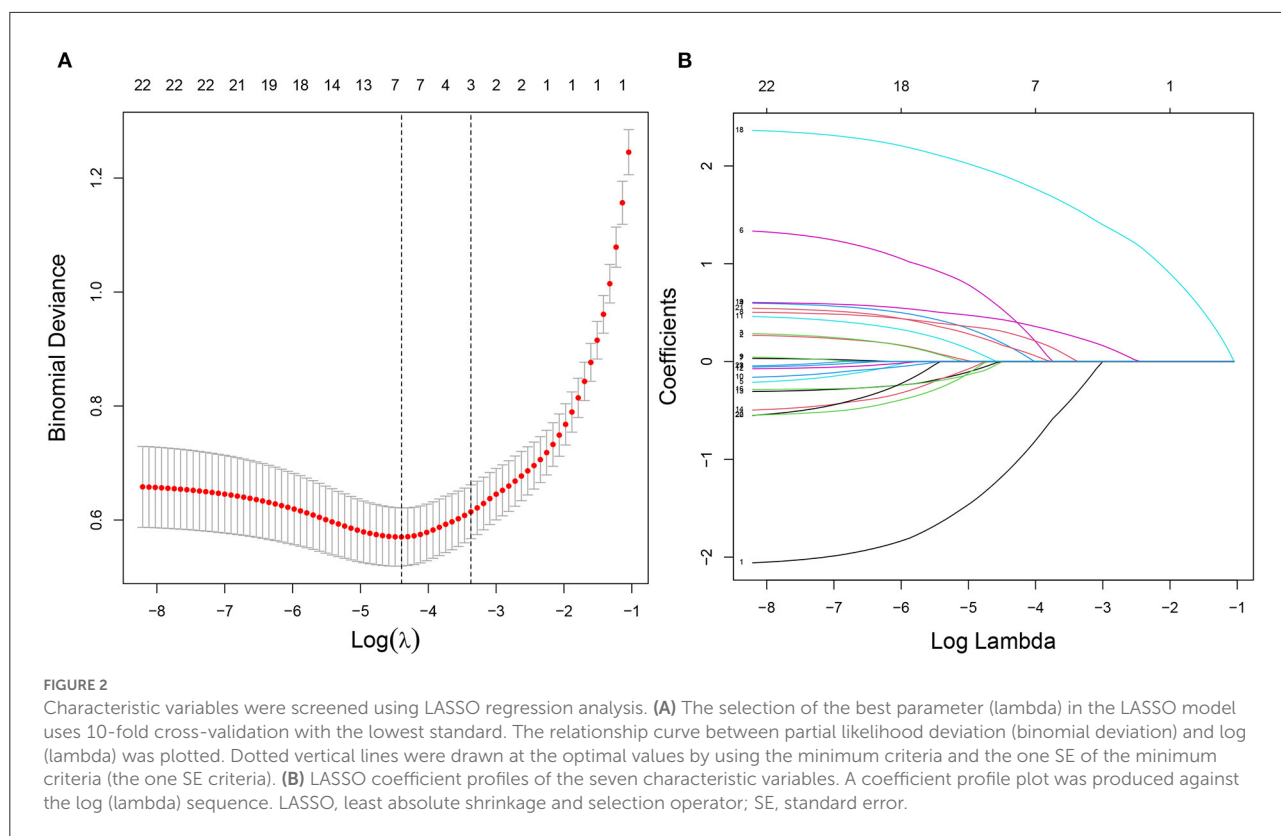 A
22 22 22 21 19 18 14 13 7 7 4 3 2 2 1 1 1 1
Binomial Deviance
1.2
1.0
0.8
0.6
−8 −7 −6 −5 −4 −3 −2 −1
Log(λ)
B
22 18 7 1
Coefficients
2
1
0
−1
−2
18
6
11
10
5
14
1
−8 −7 −6 −5 −4 −3 −2 −1
Log Lambda
FIGURE 2
Characteristic variables were screened using LASSO regression analysis. (A) The selection of the best parameter (lambda) in the LASSO model
uses 10-fold cross-validation with the lowest standard. The relationship curve between partial likelihood deviation (binomial deviation) and log
(lambda) was plotted. Dotted vertical lines were drawn at the optimal values by using the minimum criteria and the one SE of the minimum
criteria (the one SE criteria). (B) LASSO coefficient profiles of the seven characteristic variables. A coefficient profile plot was produced against
the log (lambda) sequence. LASSO, least absolute shrinkage and selection operator; SE, standard error.